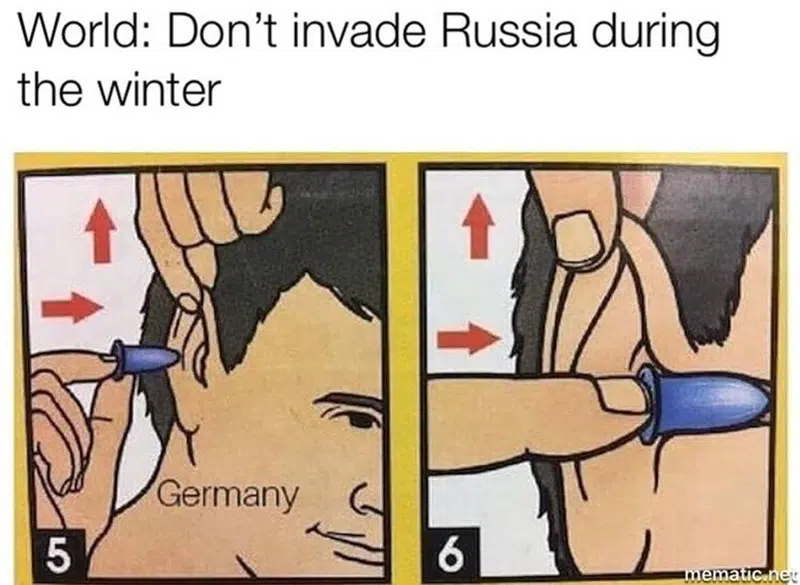 World: Don't invade Russia during
the winter
Germany
5
6
mematic.net